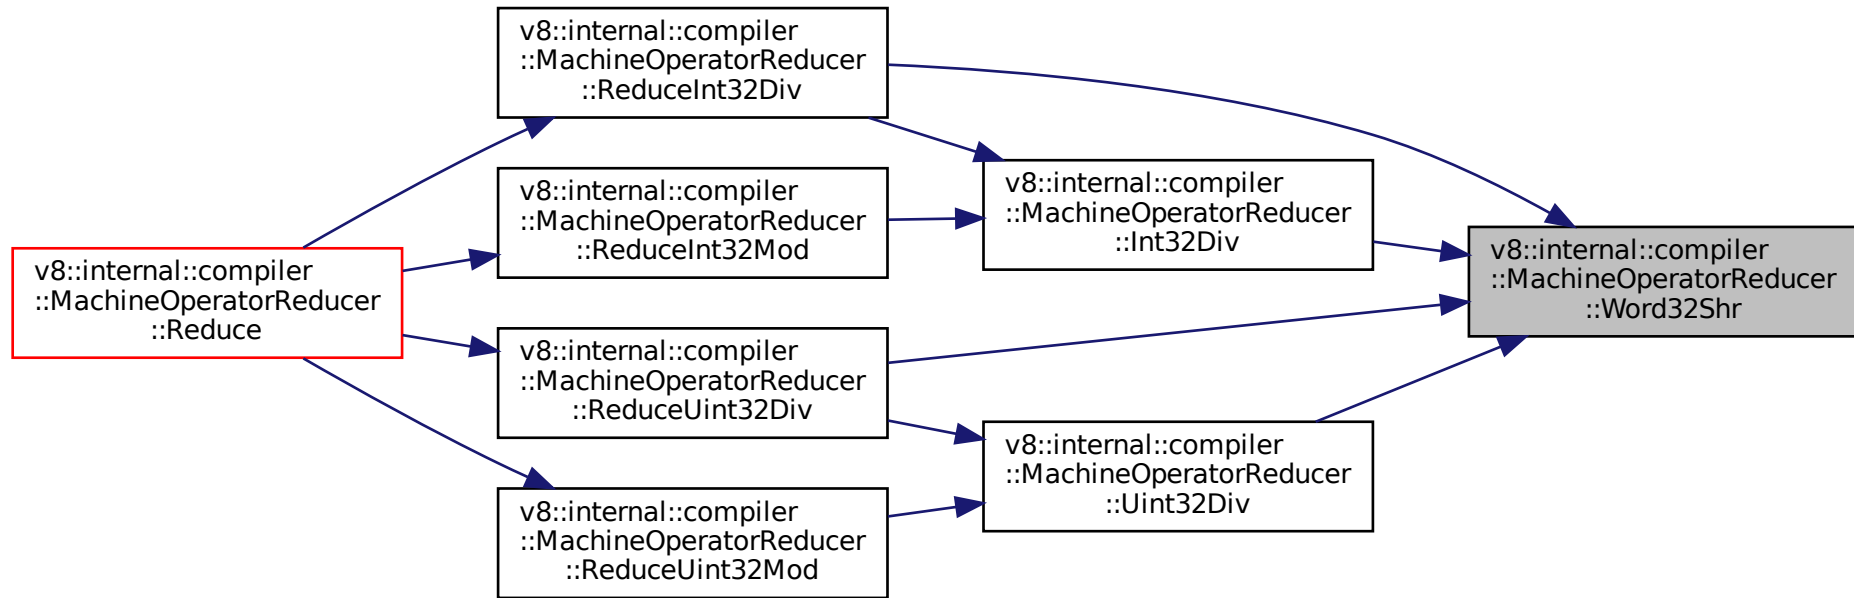 v8::internal::compiler
::MachineOperatorReducer
::Reduce
v8::internal::compiler
::MachineOperatorReducer
::ReduceInt32Div
v8::internal::compiler
::MachineOperatorReducer
::ReduceInt32Mod
v8::internal::compiler
::MachineOperatorReducer
::ReduceUint32Div
v8::internal::compiler
::MachineOperatorReducer
::ReduceUint32Mod
v8::internal::compiler
::MachineOperatorReducer
::Int32Div
v8::internal::compiler
::MachineOperatorReducer
::Uint32Div
v8::internal::compiler
::MachineOperatorReducer
::Word32Shr